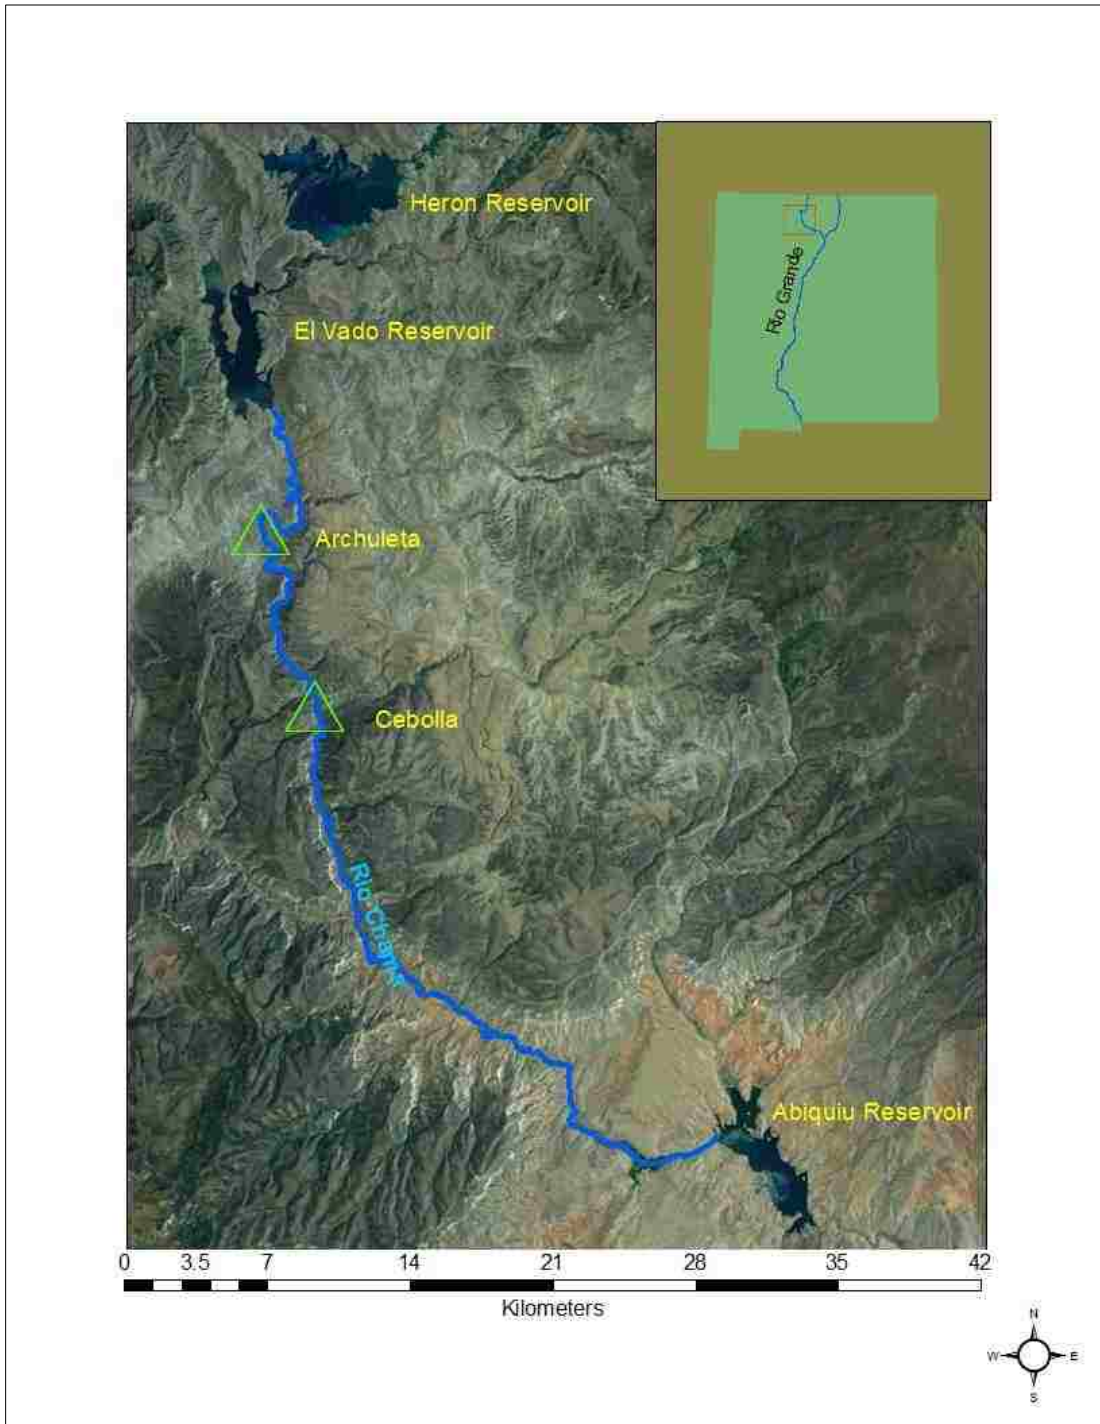 Heron Reservoir
Rio Grande
El Vado Reservoir
Archuleta
Cebolla
Rio Chama
Abiquiu Reservoir
0 3.5 7 14 21 28 35 42
Kilometers
N
W E
S